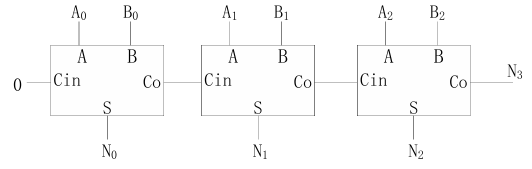 A₀ B₀ A₁ B₁ A₂ B₂
A B A B A B
0 Cin Co Cin Co Cin Co N₃
S S S
N₀ N₁ N₂